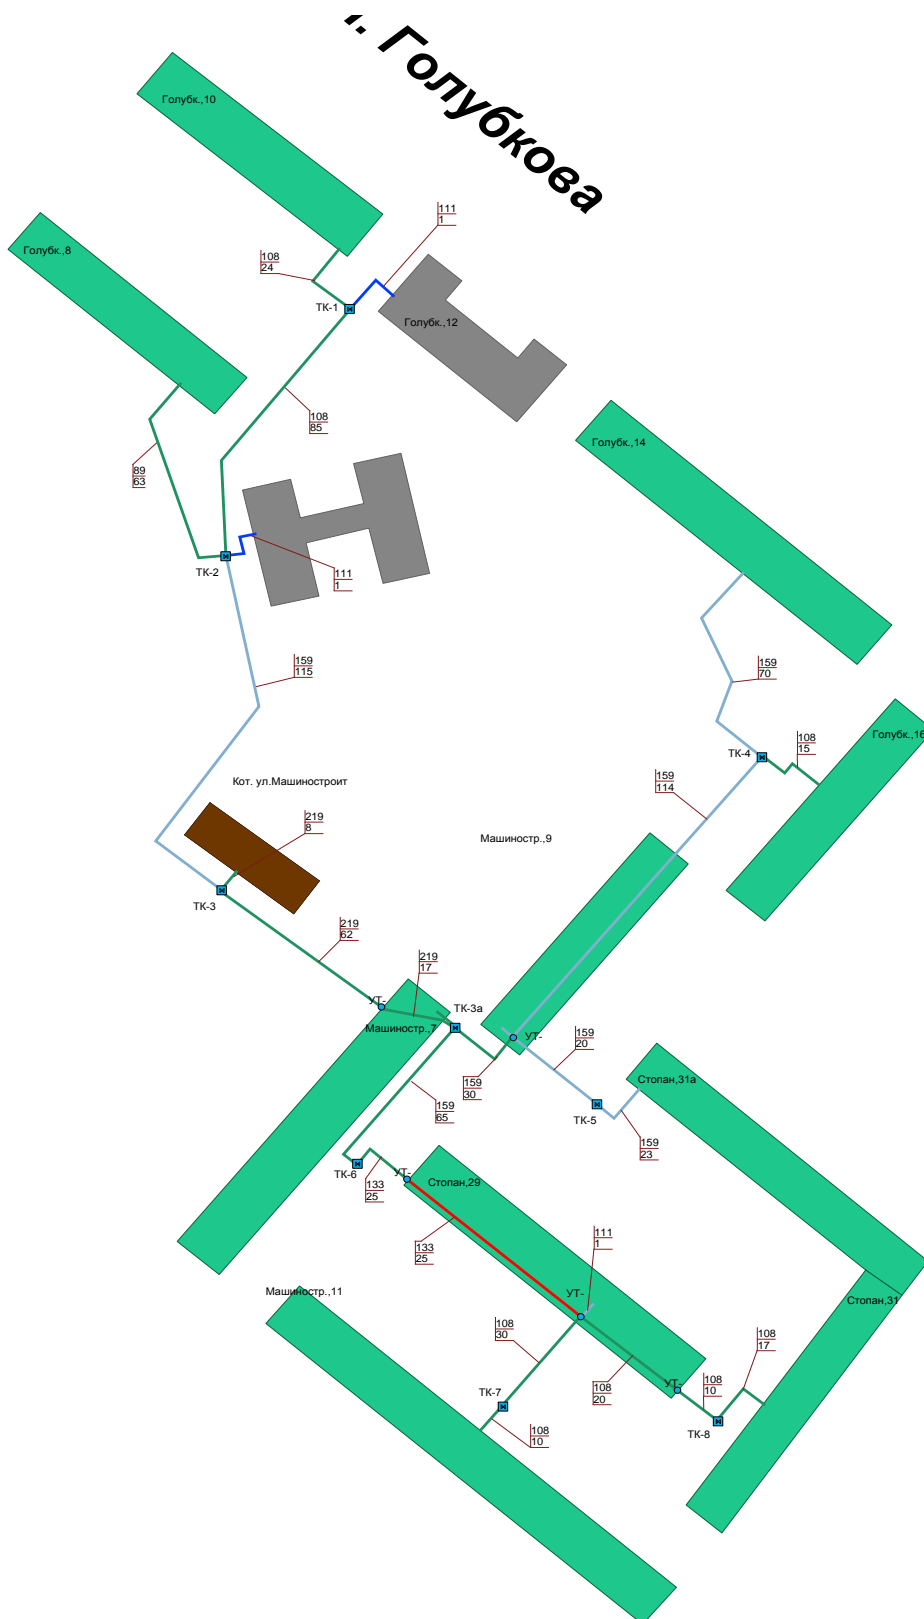 л. Голубкова
Голубк.,10
111
1
Голубк.,8
108
24
ТК-1
Голубк.,12
108
85
Голубк.,14
89
63
ТК-2
111
1
159
115
159
70
Голубк.,16
108
15
ТК-4
159
114
Кот. ул.Машиностроит
219
8
Машиностр.,9
ТК-3
219
62
219
17
УТ-
ТК-3а
Машиностр.,7
УТ-
159
20
Стопан,31а
159
30
159
65
ТК-5
159
23
ТК-6
УТ-
133
25
Стопан,29
133
25
111
1
Машиностр.,11
УТ-
Стопан,31
108
30
108
17
УТ-
108
20
108
10
ТК-7
ТК-8
108
10